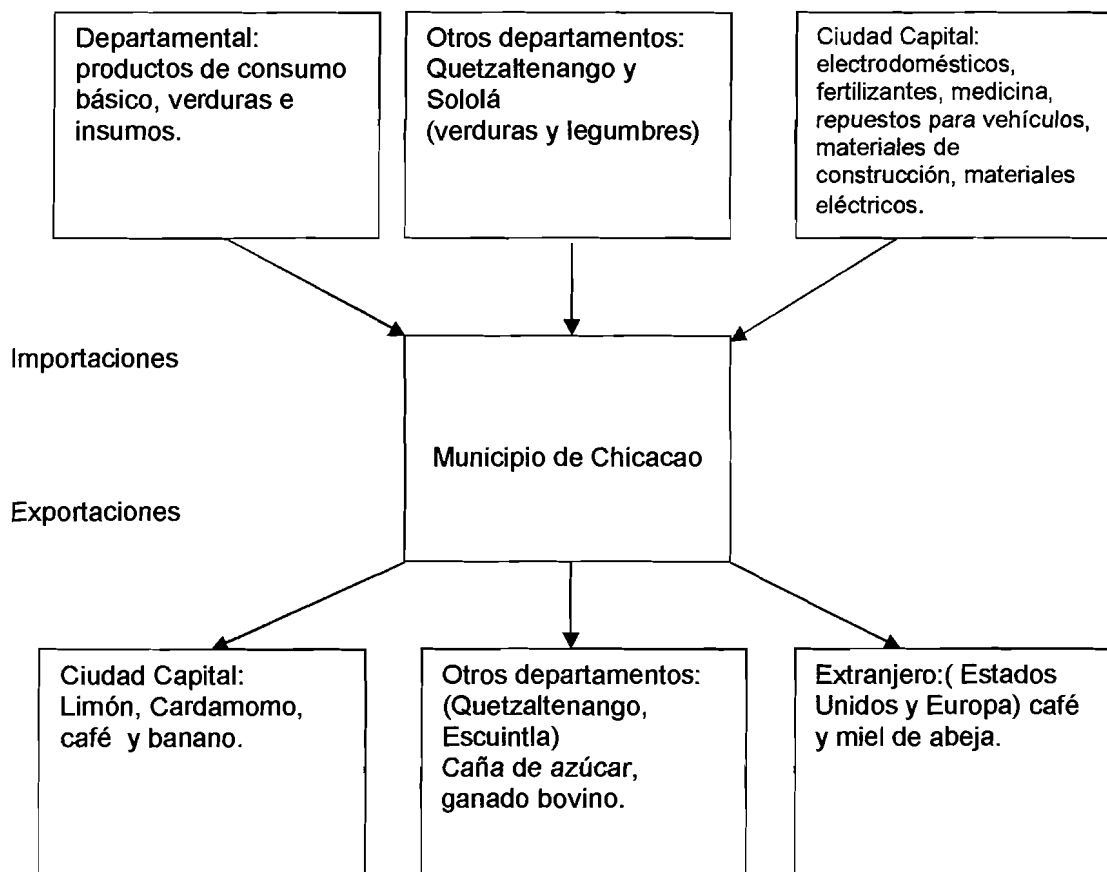 Departamental:
productos de consumo
básico, verduras e
insumos.
Otros departamentos:
Quetzaltenango y
Sololá
(verduras y legumbres)
Ciudad Capital:
electrodomésticos,
fertilizantes, medicina,
repuestos para vehículos,
materiales de
construcción, materiales
eléctricos.
Importaciones
Municipio de Chicacao
Exportaciones
Ciudad Capital:
Limón, Cardamomo,
café y banano.
Otros departamentos:
(Quetzaltenango,
Escuintla)
Caña de azúcar,
ganado bovino.
Extranjero:( Estados
Unidos y Europa) café
y miel de abeja.